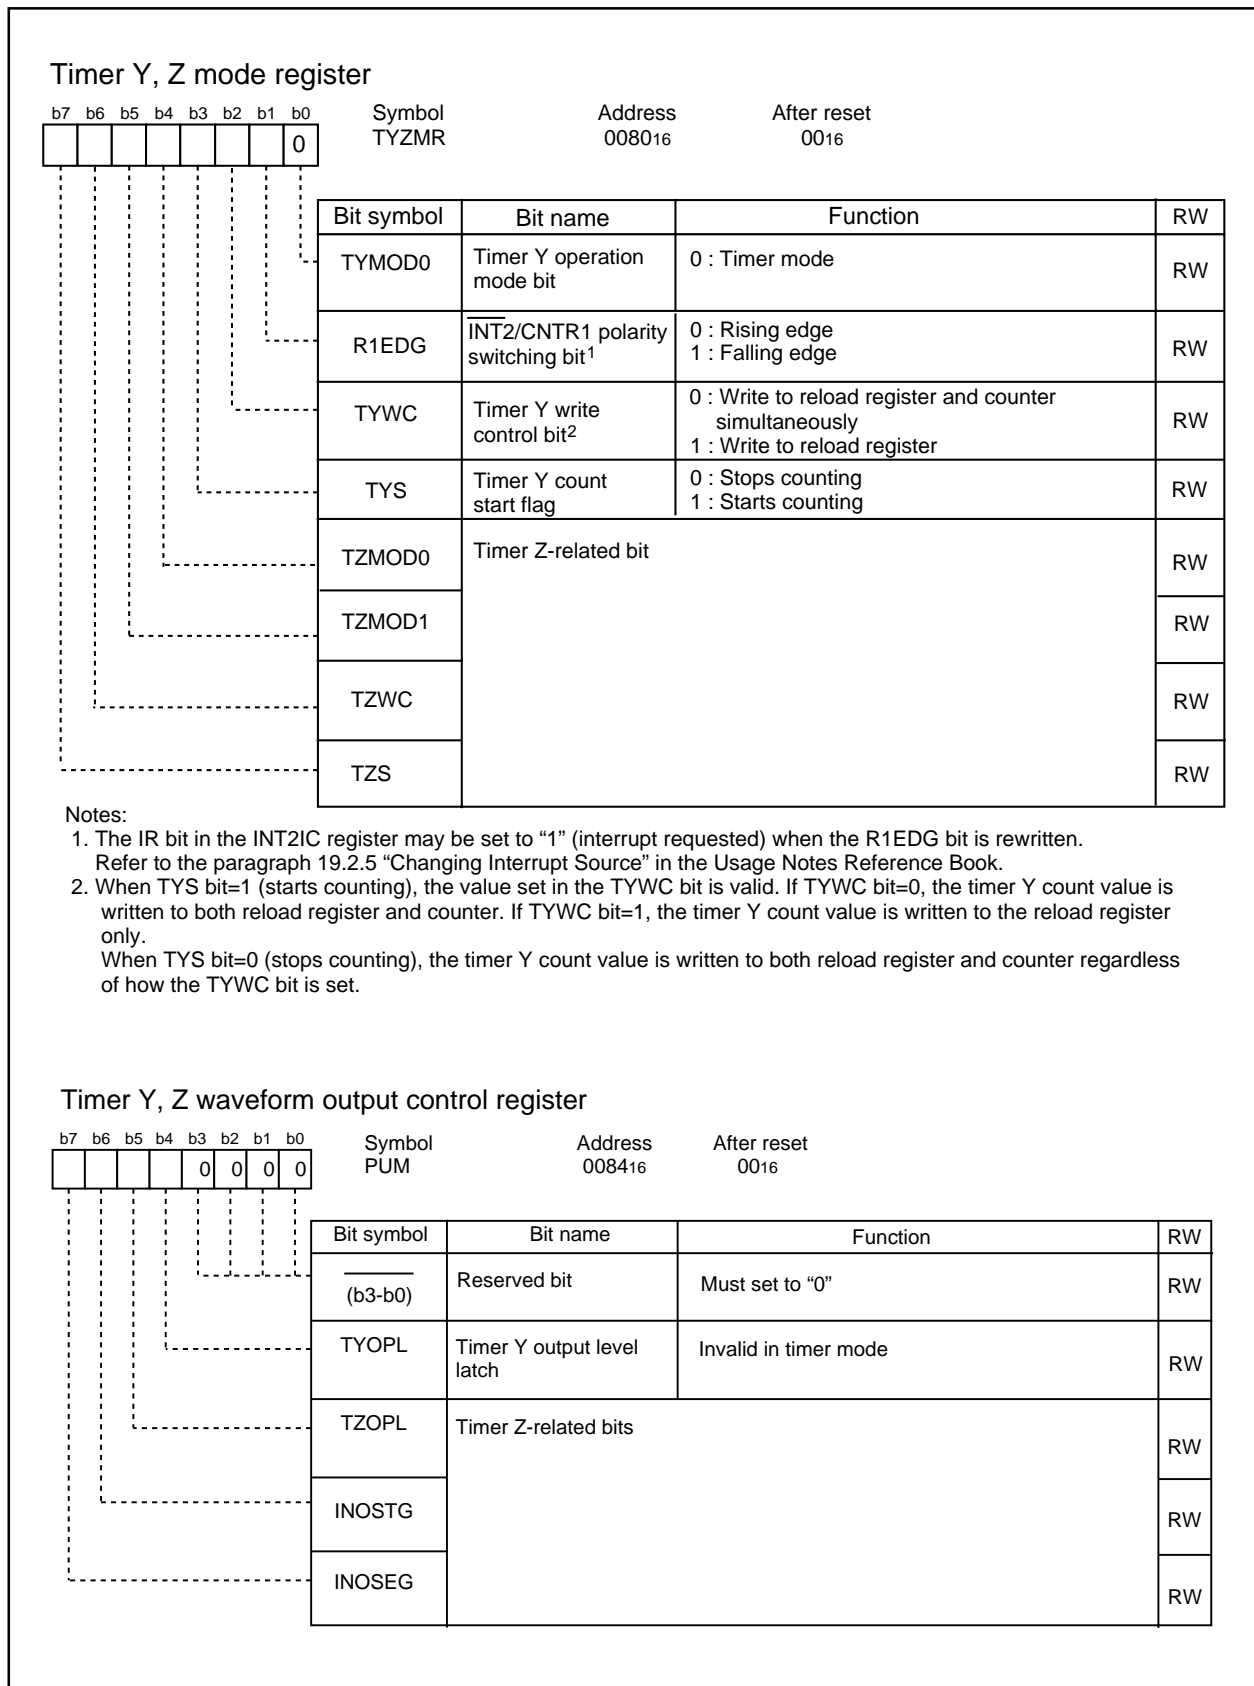 Timer Y, Z mode register
b7 b6 b5 b4 b3 b2 b1 b0 Symbol Address After reset
0 TYZMR 008016 0016
Bit symbol Bit name Function RW
TYMOD0 Timer Y operation mode bit 0 : Timer mode RW
R1EDG INT2/CNTR1 polarity switching bit1 0 : Rising edge
1 : Falling edge RW
TYWC Timer Y write control bit2 0 : Write to reload register and counter simultaneously
1 : Write to reload register RW
TYS Timer Y count start flag 0 : Stops counting
1 : Starts counting RW
TZMOD0 Timer Z-related bit RW
TZMOD1 RW
TZWC RW
TZS RW
Notes:
1. The IR bit in the INT2IC register may be set to “1” (interrupt requested) when the R1EDG bit is rewritten.
Refer to the paragraph 19.2.5 “Changing Interrupt Source” in the Usage Notes Reference Book.
2. When TYS bit=1 (starts counting), the value set in the TYWC bit is valid. If TYWC bit=0, the timer Y count value is
written to both reload register and counter. If TYWC bit=1, the timer Y count value is written to the reload register
only.
When TYS bit=0 (stops counting), the timer Y count value is written to both reload register and counter regardless
of how the TYWC bit is set.
Timer Y, Z waveform output control register
b7 b6 b5 b4 b3 b2 b1 b0 Symbol Address After reset
0 0 0 0 PUM 008416 0016
Bit symbol Bit name Function RW
(b3-b0) Reserved bit Must set to “0” RW
TYOPL Timer Y output level latch Invalid in timer mode RW
TZOPL Timer Z-related bits RW
INOSTG RW
INOSEG RW